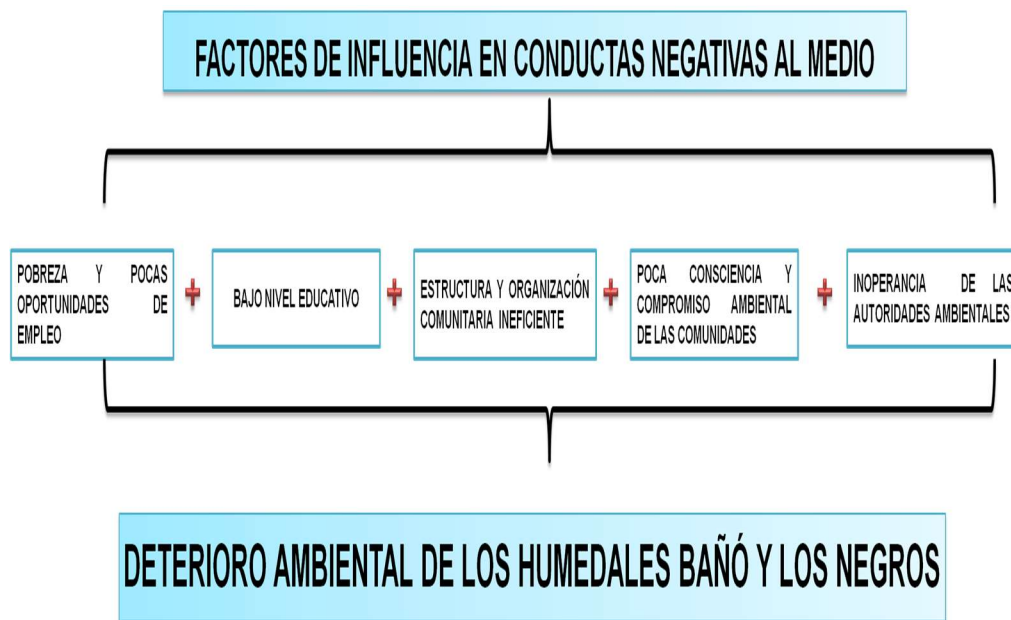 FACTORES DE INFLUENCIA EN CONDUCTAS NEGATIVAS AL MEDIO
POBREZA Y POCAS
OPORTUNIDADES DE
EMPLEO
BAJO NIVEL EDUCATIVO
ESTRUCTURA Y ORGANIZACIÓN
COMUNITARIA INEFICIENTE
POCA CONSCIENCIA Y
COMPROMISO AMBIENTAL
DE LAS COMUNIDADES
INOPERANCIA DE LAS
AUTORIDADES AMBIENTALES
DETERIORO AMBIENTAL DE LOS HUMEDALES BAÑÓ Y LOS NEGROS